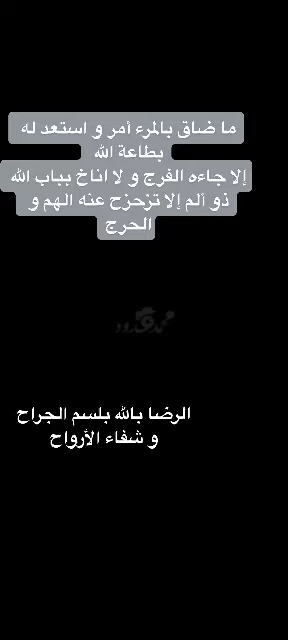 ما ضاق بالمرء أمر و استعد له
بطاعة الله
إلا جاءه الفرج و لا اناخ بباب الله
ذو ألم إلا تزحزح عنه الهم و
الحرج
الرضا بالله بلسم الجراح
و شفاء الأرواح